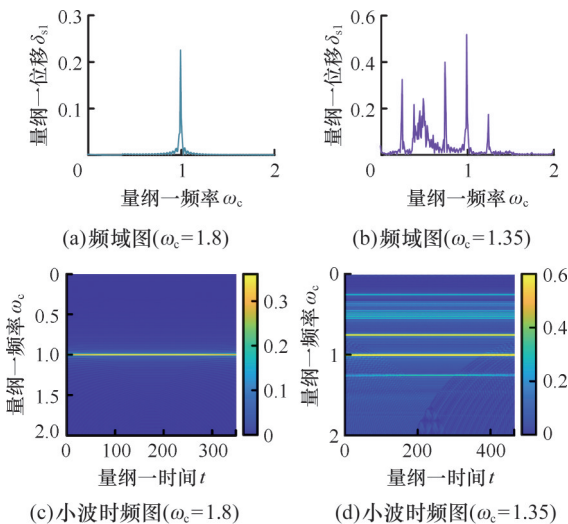 0.3
0.2
0.1
0
1
2
量纲一位移δs1
量纲一频率ωc
(a)频域图(ωc=1.8)
0.6
0.4
0.2
0
1
2
量纲一位移δs1
量纲一频率ωc
(b)频域图(ωc=1.35)
0
0.5
1.0
1.5
2.0
0
100
200
300
量纲一频率ωc
量纲一时间t
0.3
0.2
0.1
0
(c)小波时频图(ωc=1.8)
0
1
2
0
200
400
量纲一频率ωc
量纲一时间t
0.6
0.4
0.2
0
(d)小波时频图(ωc=1.35)